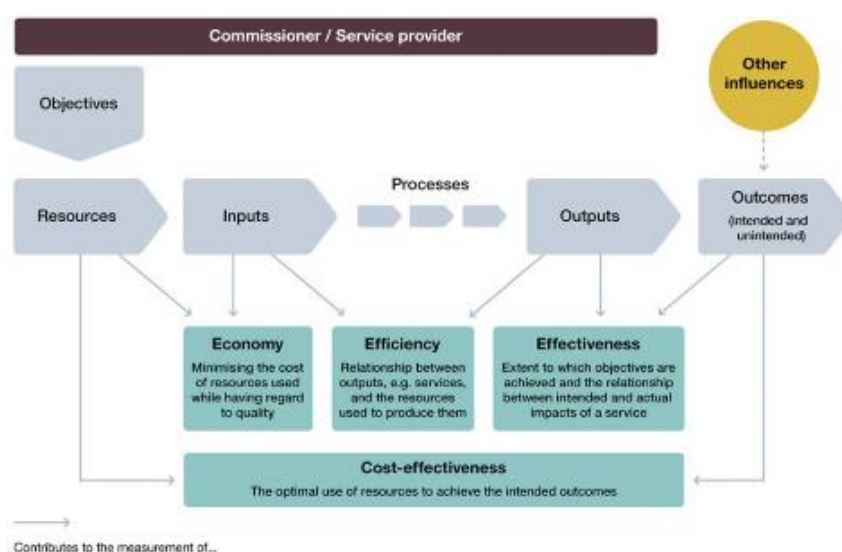 Commissioner / Service provider
Other
influences
Objectives
Processes
Resources
Inputs
Outputs
Outcomes
(intended and
unintended)
Economy
Minimising the cost
of resources used
while having regard
to quality
Efficiency
Relationship between
outputs, e.g. services,
and the resources
used to produce them
Effectiveness
Extent to which objectives are
achieved and the relationship
between intended and actual
impacts of a service
Cost-effectiveness
The optimal use of resources to achieve the intended outcomes
Contributes to the measurement of...